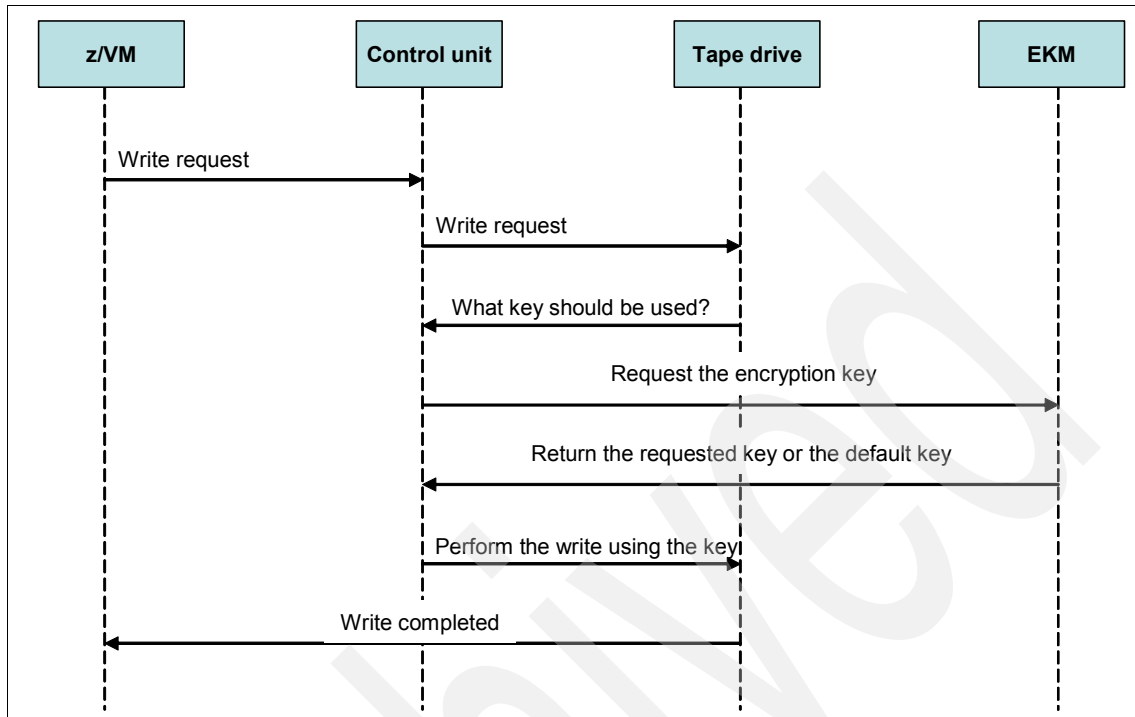 z/VM
Control unit
Tape drive
EKM
Write request
Write request
What key should be used?
Request the encryption key
Return the requested key or the default key
Perform the write using the key
Write completed